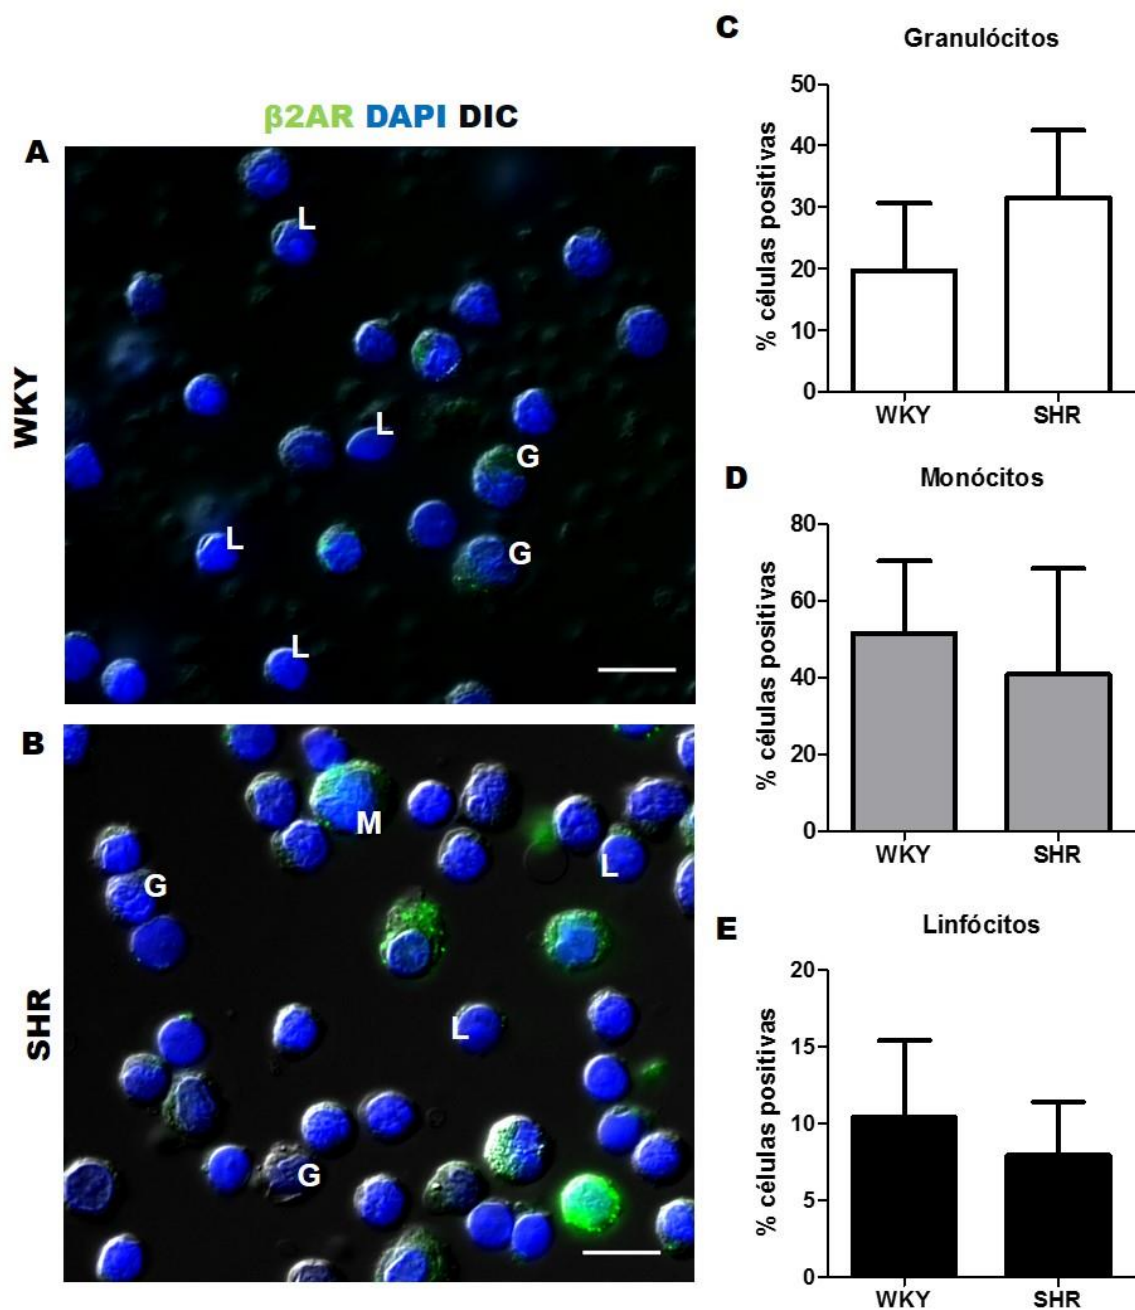 β2AR DAPI DIC
A
WKY
L
L
G
L
G
L
B
SHR
M
L
G
L
G
C
Granulócitos
% células positivas
50
40
30
20
10
0
WKY SHR
D
Monócitos
% células positivas
80
60
40
20
0
WKY SHR
E
Linfócitos
% células positivas
20
15
10
5
0
WKY SHR